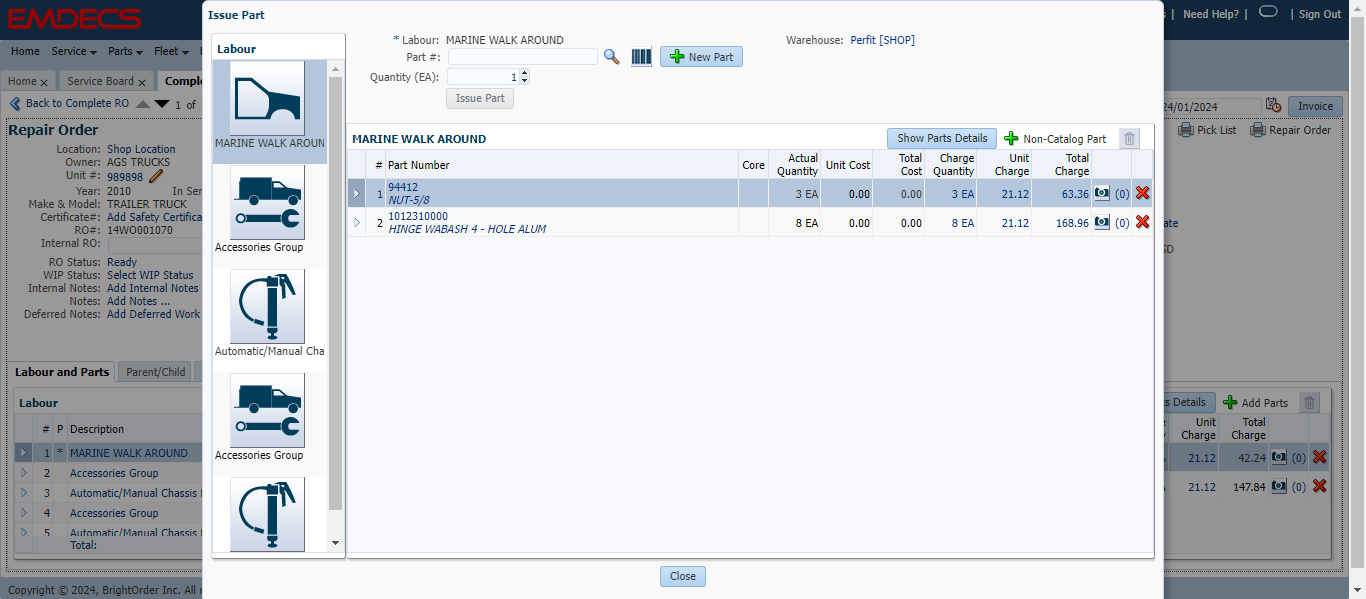 EMDECS
Need Help? | | Sign Out
Home Service Parts Fleet
Home Service Board Comple
Back to Complete RO 1 of
24/01/2024 Invoice
Pick List Repair Order
Repair Order
Location: Shop Location
Owner: AGS TRUCKS
Unit #: 989898
Year: 2010 In Ser
Make & Model: TRAILER TRUCK
Certificate#: Add Safety Certifica
RO#: 14WO001070
Internal RO:
RO Status: Ready
WIP Status: Select WIP Status
Internal Notes: Add Internal Notes
Notes: Add Notes ...
Deferred Notes: Add Deferred Work
Labour and Parts Parent/Child
Labour
# P Description
1 * MARINE WALK AROUND
2 Accessories Group
3 Automatic/Manual Chassis
4 Accessories Group
5 Automatic/Manual Chassis
Total:
Copyright © 2024, BrightOrder Inc. All
Issue Part
Labour
MARINE WALK AROUN
Accessories Group
Automatic/Manual Cha
Accessories Group
* Labour: MARINE WALK AROUND
Warehouse: Perfit [SHOP]
Part #: New Part
Quantity (EA): 1
Issue Part
MARINE WALK AROUND Show Parts Details Non-Catalog Part
# Part Number Core Actual Quantity Unit Cost Total Cost Charge Quantity Unit Charge Total Charge
1 94412 3 EA 0.00 0.00 3 EA 21.12 63.36 (0)
NUT-5/8
2 1012310000 8 EA 0.00 0.00 8 EA 21.12 168.96 (0)
HINGE WABASH 4 - HOLE ALUM
Close
ate
SD
s Details Add Parts
Unit Charge Total Charge
21.12 42.24 (0)
21.12 147.84 (0)